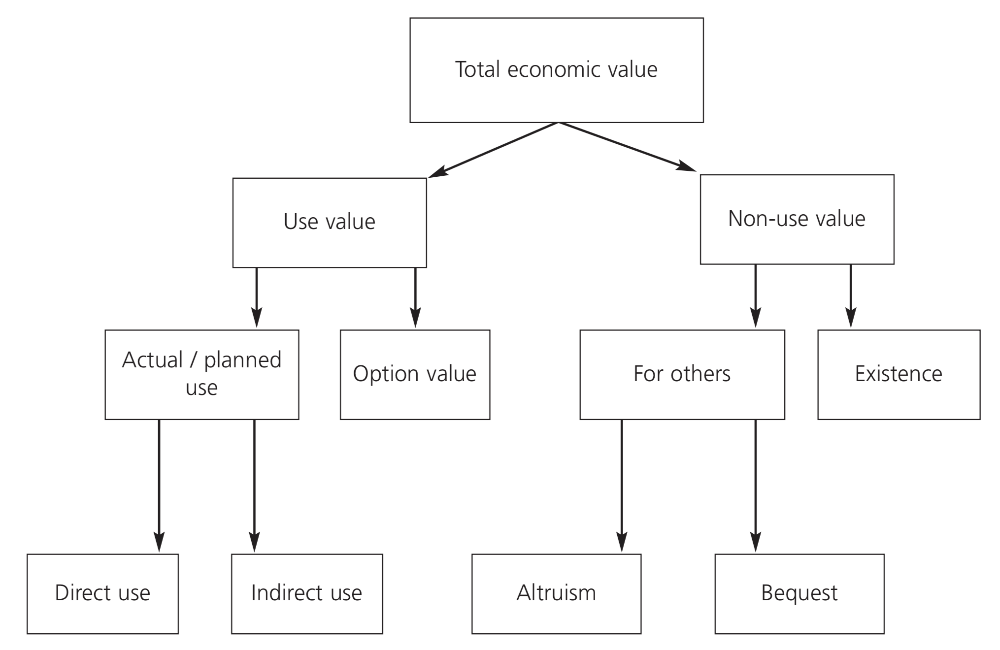 Total economic value
Use value
Non-use value
Actual / planned
use
Option value
For others
Existence
Direct use
Indirect use
Altruism
Bequest